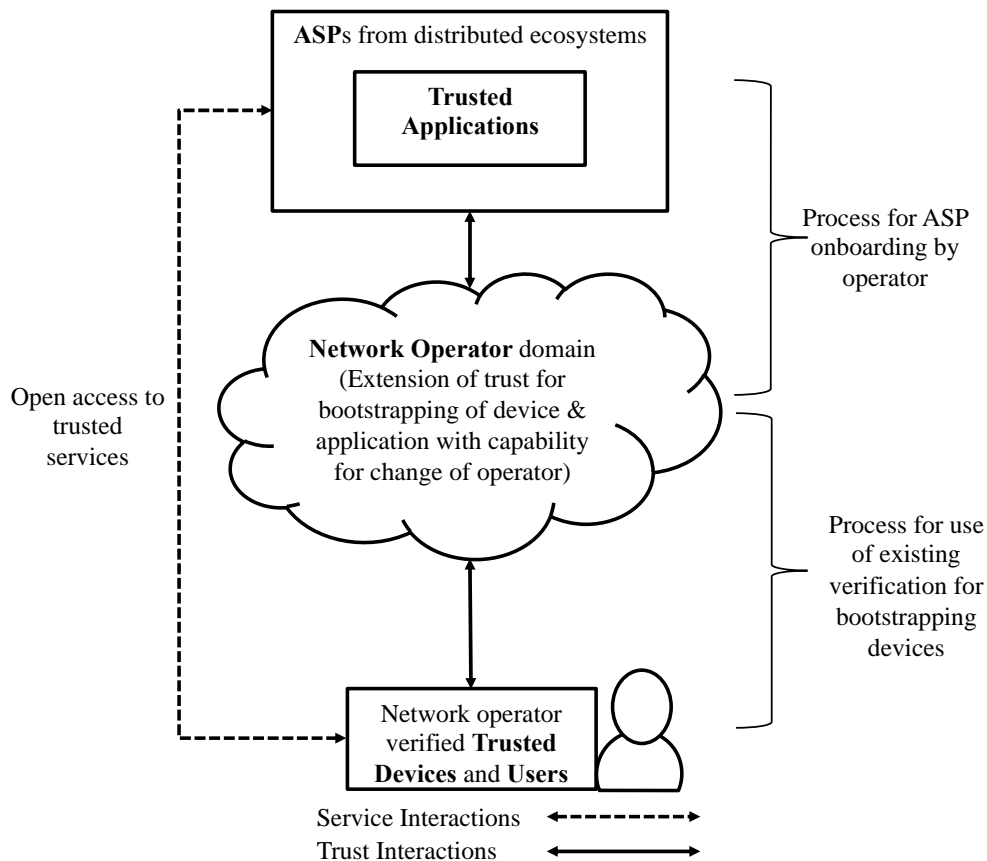 ASPs from distributed ecosystems
Trusted
Applications
Process for ASP
onboarding by
operator
Network Operator domain
(Extension of trust for
bootstrapping of device &
application with capability
for change of operator)
Open access to
trusted
services
Process for use
of existing
verification for
bootstrapping
devices
Network operator
verified Trusted
Devices and Users
Service Interactions
Trust Interactions